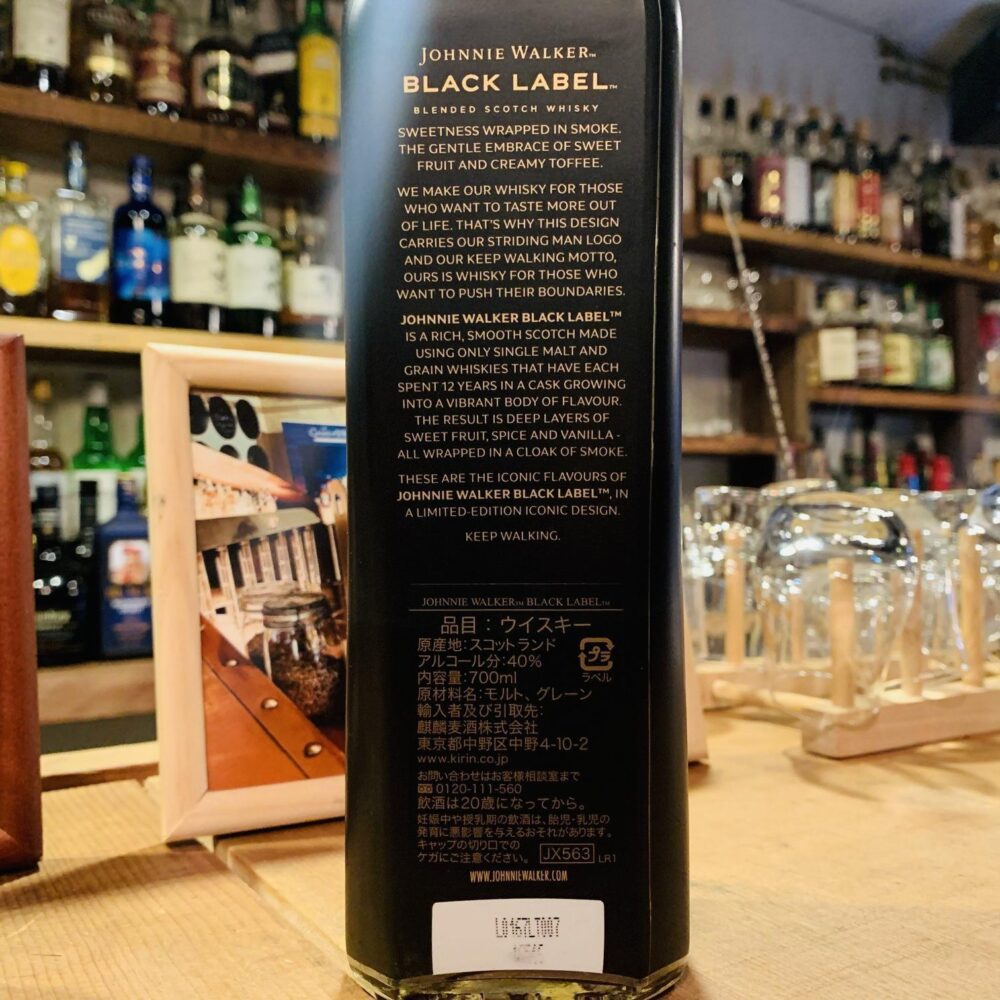 JOHNNIE WALKER™
BLACK LABEL™
BLENDED SCOTCH WHISKY
SWEETNESS WRAPPED IN SMOKE.
THE GENTLE EMBRACE OF SWEET
FRUIT AND CREAMY TOFFEE.
WE MAKE OUR WHISKY FOR THOSE
WHO WANT TO TASTE MORE OUT
OF LIFE. THAT'S WHY THIS DESIGN
CARRIES OUR STRIDING MAN LOGO
AND OUR KEEP WALKING MOTTO,
OURS IS WHISKY FOR THOSE WHO
WANT TO PUSH THEIR BOUNDARIES.
JOHNNIE WALKER BLACK LABEL™
IS A RICH, SMOOTH SCOTCH MADE
USING ONLY SINGLE MALT AND
GRAIN WHISKIES THAT HAVE EACH
SPENT 12 YEARS IN A CASK GROWING
INTO A VIBRANT BODY OF FLAVOUR.
THE RESULT IS DEEP LAYERS OF
SWEET FRUIT, SPICE AND VANILLA -
ALL WRAPPED IN A CLOAK OF SMOKE.
THESE ARE THE ICONIC FLAVOURS OF
JOHNNIE WALKER BLACK LABEL™, IN
A LIMITED-EDITION ICONIC DESIGN.
KEEP WALKING.
JOHNNIE WALKER™ BLACK LABEL™
品目：ウイスキー
原産地：スコットランド
アルコール分：40%
内容量：700ml
プラ
ラベル
原材料名：モルト、グレーン
輸入者及び引取先：
麒麟麦酒株式会社
東京都中野区中野4-10-2
www.kirin.co.jp
お問い合わせはお客様相談室まで
0120-111-560
飲酒は20歳になってから。
妊娠中や授乳期の飲酒は、胎児・乳児の
発育に悪影響を与えるおそれがあります。
キャップの切り口での
ケガにご注意ください。 JX563 LR1
WWW.JOHNNIEWALKER.COM
L0167LT007